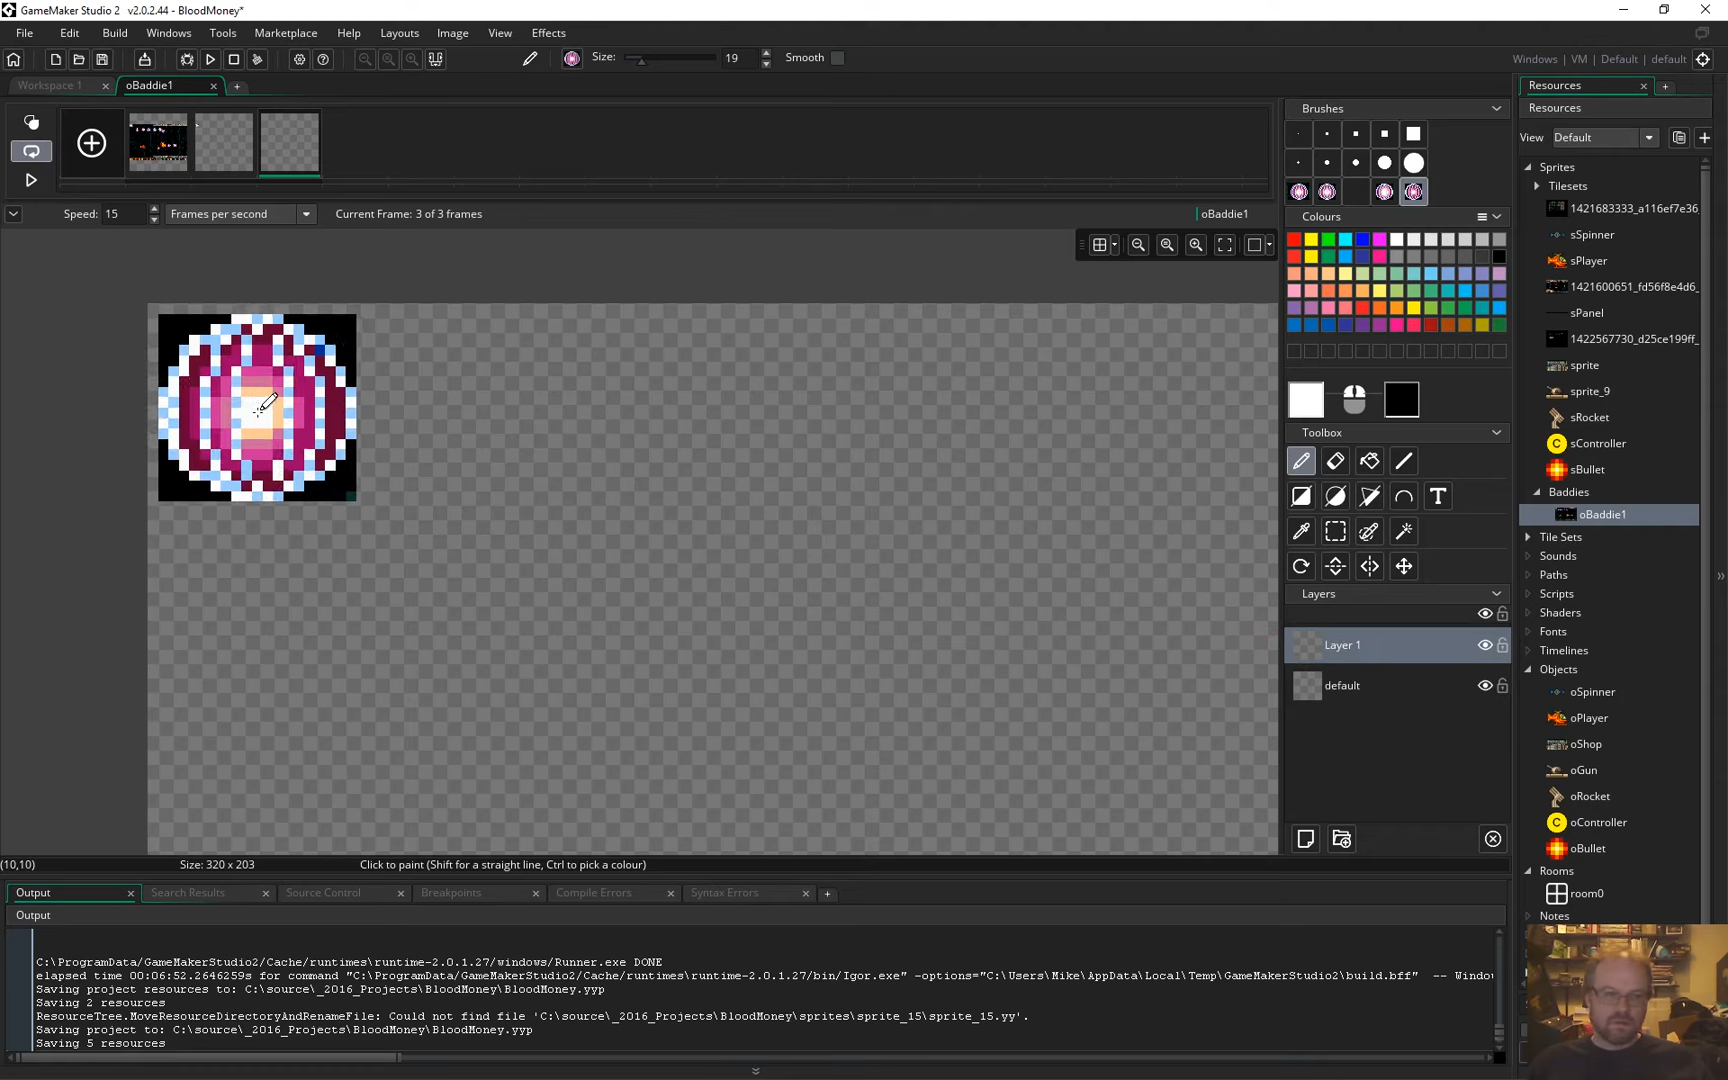 GameMaker Studio 2 v2.0.2.44 - BloodMoney*
File Edit Build Windows Tools Marketplace Help Layouts Image View Effects
Size: 19 Smooth
Windows | VM | Default | default
Workspace 1 oBaddie1
Resources
Brushes
Resources
View Default
Speed: 15 Frames per second Current Frame: 3 of 3 frames oBaddie1
Colours
Toolbox
T
Layers
Layer 1
default
Sprites
Tilesets
1421683333_a116ef7e36_
sSpinner
sPlayer
1421600651_fd56f8e4d6_
sPanel
1422567730_d25ce199ff_
sprite
sprite_9
sRocket
C sController
sBullet
Baddies
oBaddie1
Tile Sets
Sounds
Paths
Scripts
Shaders
Fonts
Timelines
Objects
oSpinner
oPlayer
oShop
oGun
oRocket
C oController
oBullet
Rooms
room0
Notes
(10,10) Size: 320 x 203 Click to paint (Shift for a straight line, Ctrl to pick a colour)
Output Search Results Source Control Breakpoints Compile Errors Syntax Errors
Output
C:\ProgramData/GameMakerStudio2/Cache/runtimes\runtime-2.0.1.27/windows/Runner.exe DONE
elapsed time 00:06:52.2646259s for command "C:\ProgramData/GameMakerStudio2/Cache/runtimes\runtime-2.0.1.27/bin/Igor.exe" -options="C:\Users\Mike\AppData\Local\Temp\GameMakerStudio2\build.bff" -- Window
Saving project resources to: C:\source\_2016_Projects\BloodMoney\BloodMoney.yyp
Saving 2 resources
ResourceTree.MoveResourceDirectoryAndRenameFile: Could not find file 'C:\source\_2016_Projects\BloodMoney\sprites\sprite_15\sprite_15.yy'.
Saving project to: C:\source\_2016_Projects\BloodMoney\BloodMoney.yyp
Saving 5 resources